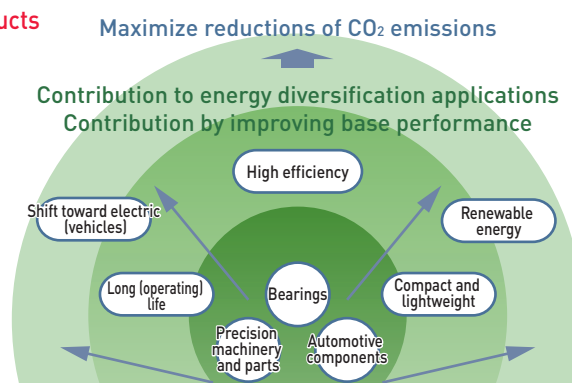 ucts
Maximize reductions of CO₂ emissions
Contribution to energy diversification applications
Contribution by improving base performance
High efficiency
Shift toward electric
(vehicles)
Renewable
energy
Long (operating)
life
Bearings
Compact and
lightweight
Precision
machinery
and parts
Automotive
components